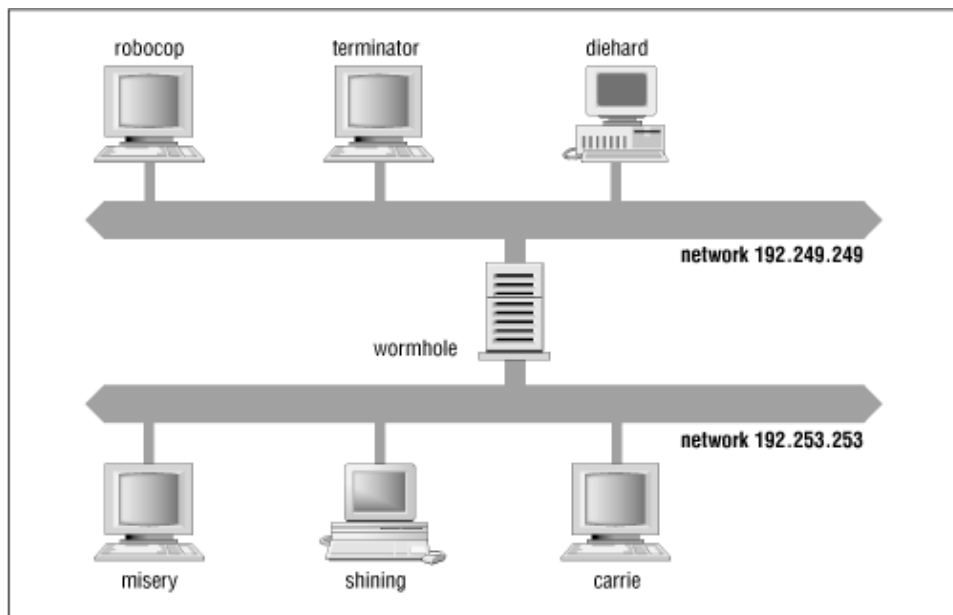 robocop
terminator
diehard
network 192.249.249
wormhole
network 192.253.253
misery
shining
carrie